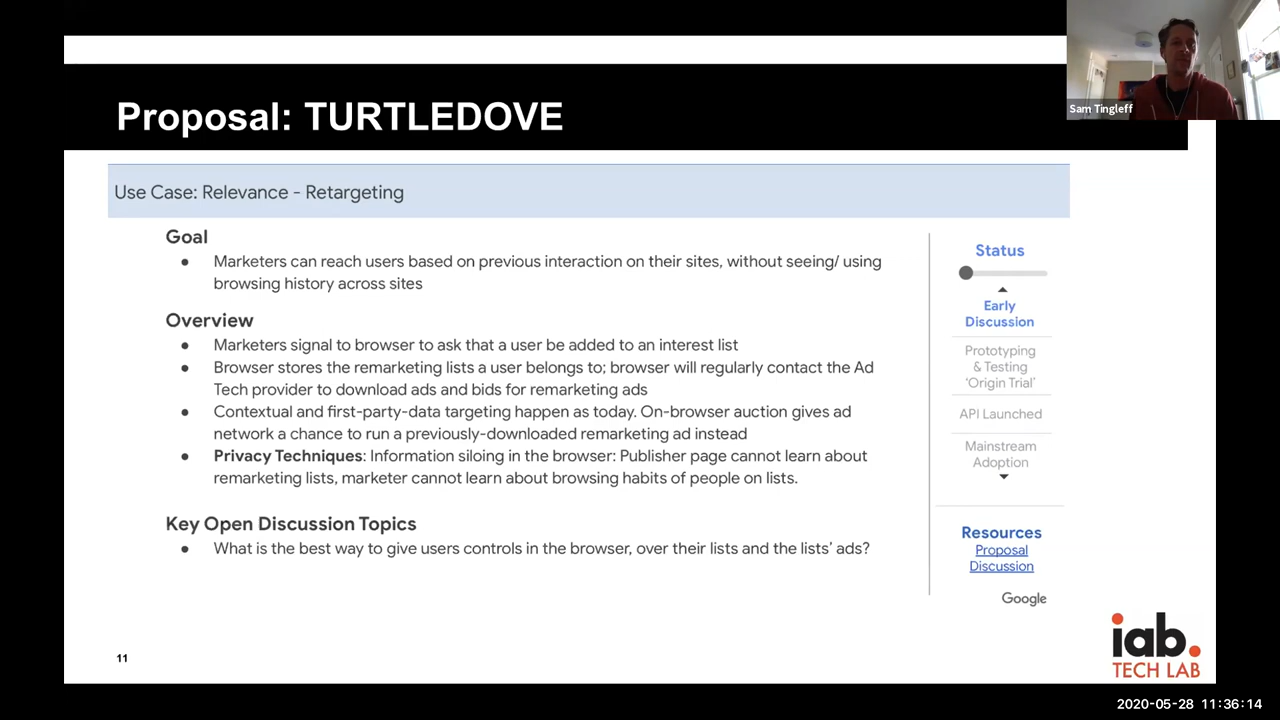 Sam Tingleff
Proposal: TURTLEDOVE
Use Case: Relevance - Retargeting
Goal
● Marketers can reach users based on previous interaction on their sites, without seeing/ using
browsing history across sites
Overview
● Marketers signal to browser to ask that a user be added to an interest list
● Browser stores the remarketing lists a user belongs to; browser will regularly contact the Ad
Tech provider to download ads and bids for remarketing ads
● Contextual and first-party-data targeting happen as today. On-browser auction gives ad
network a chance to run a previously-downloaded remarketing ad instead
● Privacy Techniques: Information siloing in the browser: Publisher page cannot learn about
remarketing lists, marketer cannot learn about browsing habits of people on lists.
Key Open Discussion Topics
● What is the best way to give users controls in the browser, over their lists and the lists' ads?
Status
Early
Discussion
Prototyping
& Testing
'Origin Trial'
API Launched
Mainstream
Adoption
Resources
Proposal
Discussion
Google
iab.
TECH LAB
11
2020-05-28 11:36:14